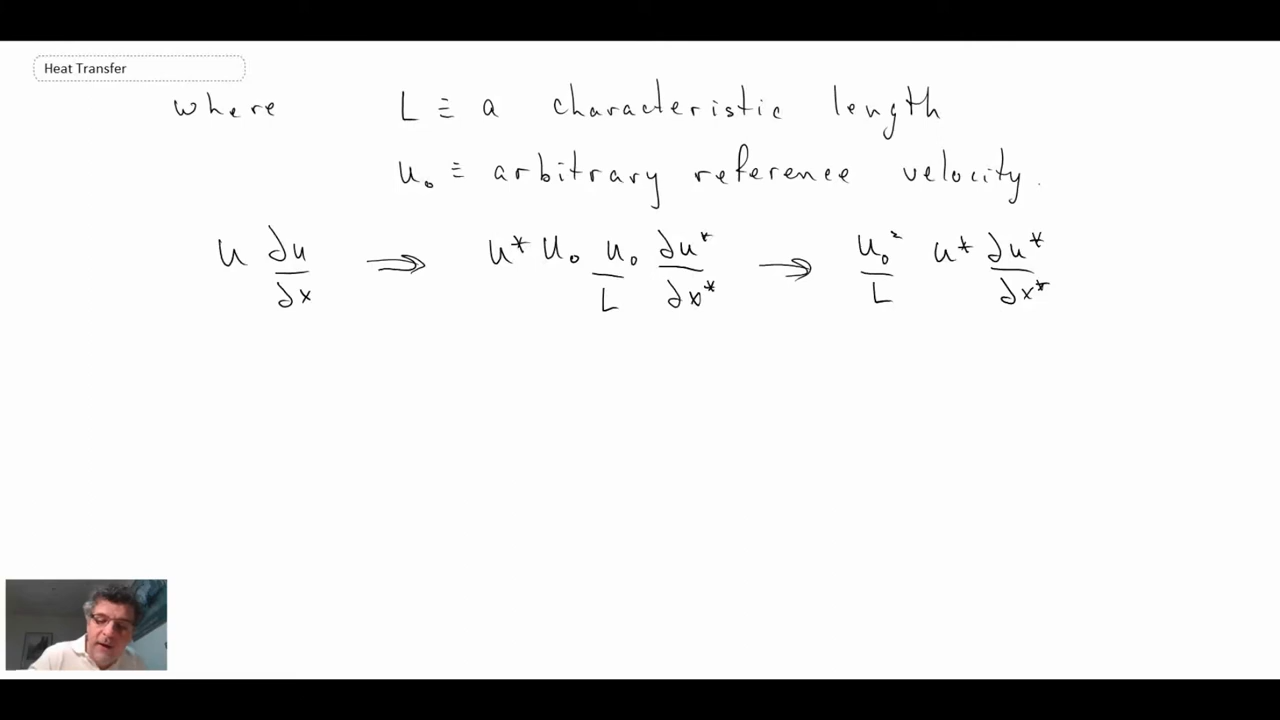 Heat Transfer
where L ≡ a characteristic length
u₀ ≡ arbitrary reference velocity.
u ∂u/∂x ⇒ u* u₀ u₀/L ∂u*/∂x* ⇒ u₀²/L u* ∂u*/∂x*